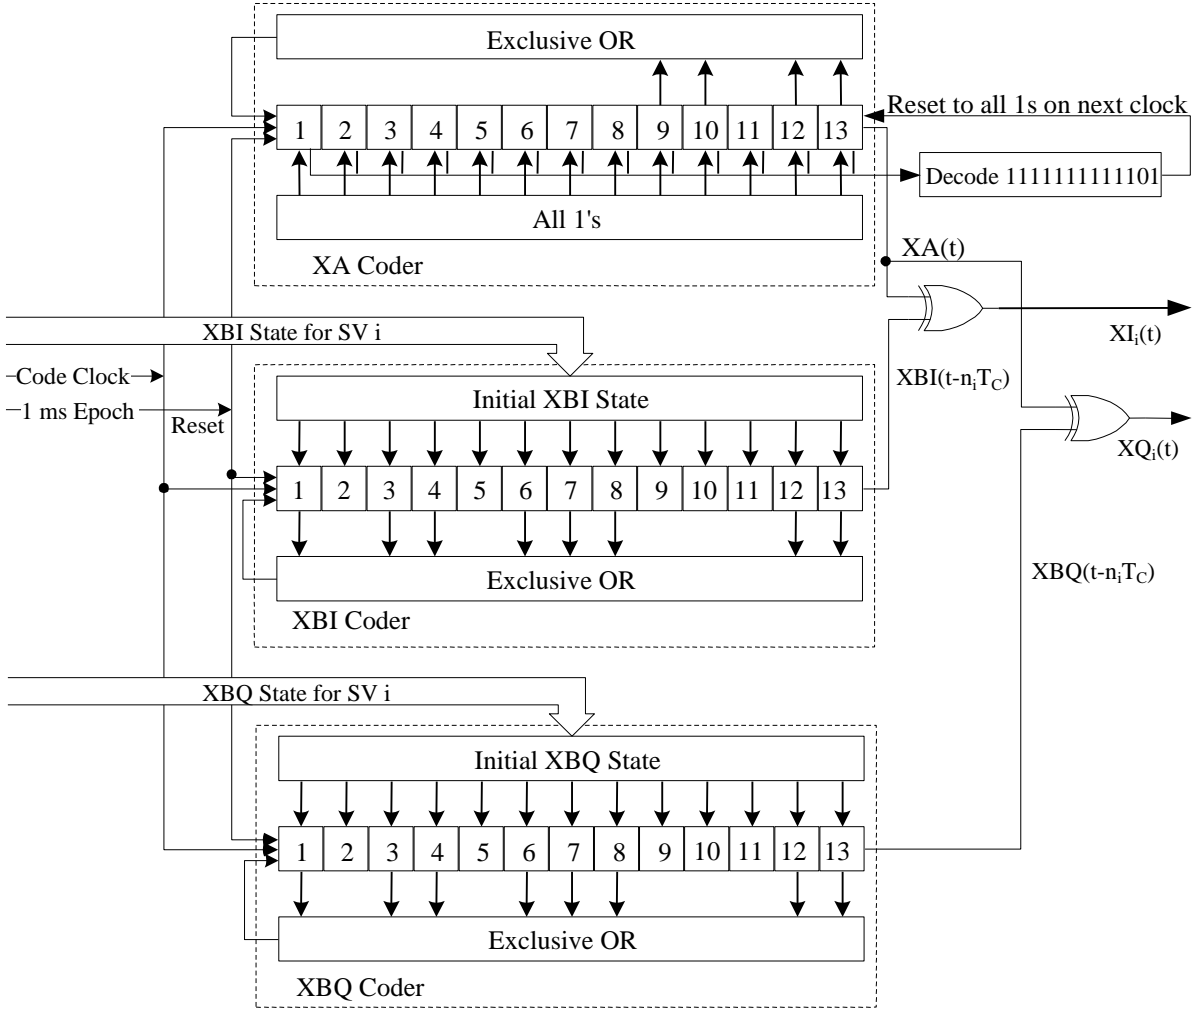 Exclusive OR
Reset to all 1s on next clock
1 2 3 4 5 6 7 8 9 10 11 12 13
Decode 1111111111101
All 1's
XA(t)
XA Coder
XBI State for SV i
XIᵢ(t)
Code Clock
XBI(t-nᵢT_C)
Initial XBI State
1 ms Epoch
Reset
XQᵢ(t)
1 2 3 4 5 6 7 8 9 10 11 12 13
Exclusive OR
XBQ(t-nᵢT_C)
XBI Coder
XBQ State for SV i
Initial XBQ State
1 2 3 4 5 6 7 8 9 10 11 12 13
Exclusive OR
XBQ Coder